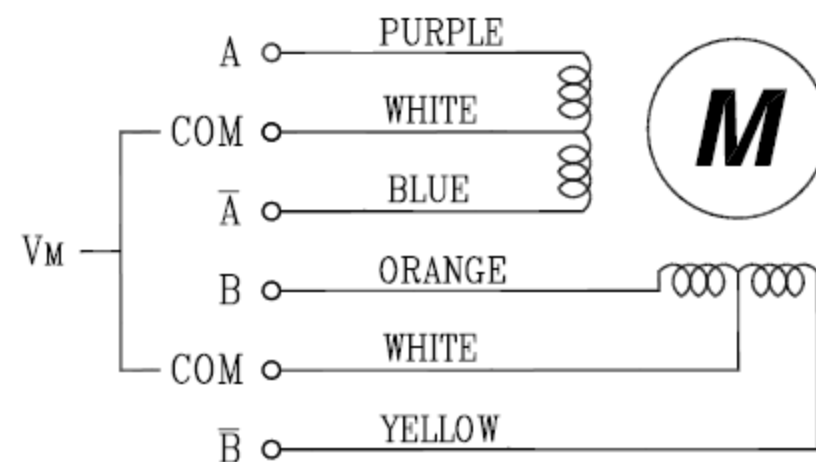 A PURPLE
COM WHITE
A̅ BLUE
M
VM
B ORANGE
COM WHITE
B̅ YELLOW